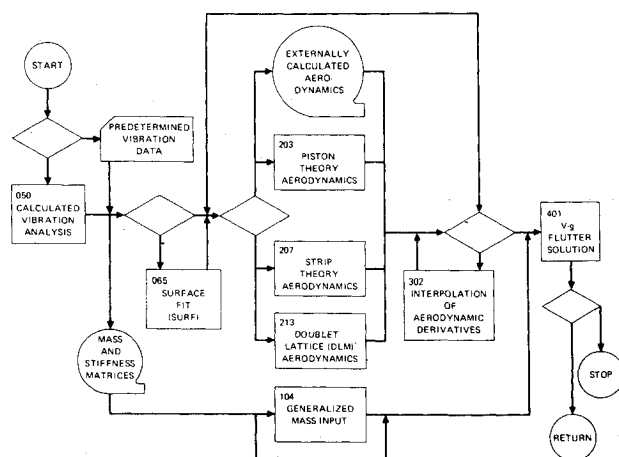 START
PREDETERMINED
VIBRATION
DATA
050
CALCULATED
VIBRATION
ANALYSIS
065
SURFACE
FIT
(SURF)
MASS
AND
STIFFNESS
MATRICES
EXTERNALLY
CALCULATED
AERO-
DYNAMICS
203
PISTON
THEORY
AERODYNAMICS
207
STRIP
THEORY
AERODYNAMICS
213
DOUBLET
LATTICE (DLM)
AERODYNAMICS
104
GENERALIZED
MASS INPUT
302
INTERPOLATION
OF
AERODYNAMIC
DERIVATIVES
401
V-g
FLUTTER
SOLUTION
STOP
RETURN